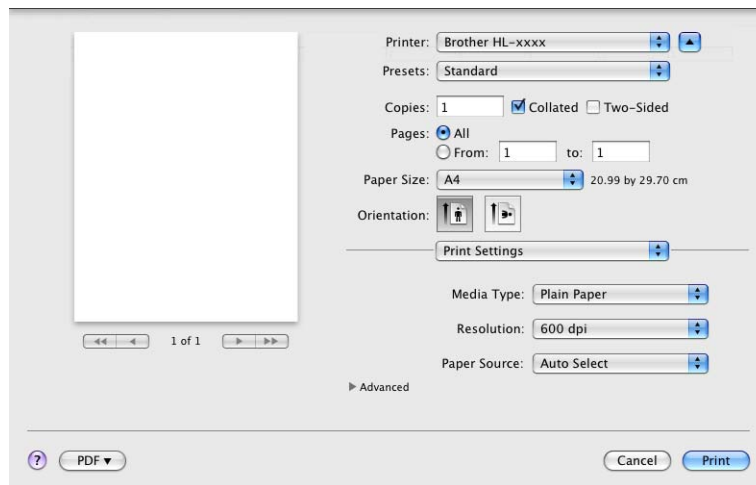 Printer: Brother HL-xxxx
Presets: Standard
Copies: 1 Collated Two-Sided
Pages: All
From: 1 to: 1
Paper Size: A4 20.99 by 29.70 cm
Orientation:
Print Settings
Media Type: Plain Paper
1 of 1
Resolution: 600 dpi
Paper Source: Auto Select
Advanced
? PDF▼ Cancel Print